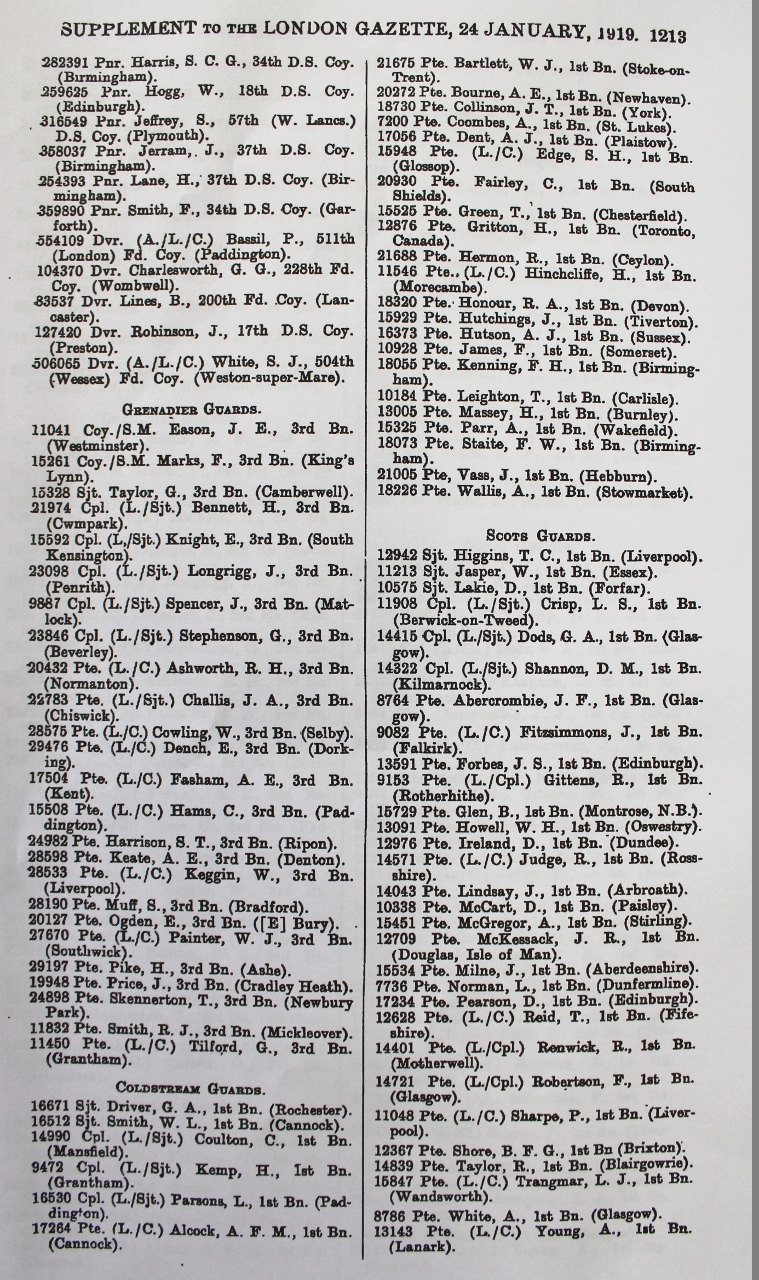 SUPPLEMENT TO THE LONDON GAZETTE, 24 JANUARY, 1919. 1213
282391 Pnr. Harris, S. C. G., 34th D.S. Coy.
(Birmingham).
259625 Pnr. Hogg, W., 18th D.S. Coy.
(Edinburgh).
316549 Pnr. Jeffrey, S., 57th (W. Lancs.)
D.S. Coy. (Plymouth).
358037 Pnr. Jerram, J., 37th D.S. Coy.
(Birmingham).
254393 Pnr. Lane, H., 37th D.S. Coy. (Bir-
mingham).
359890 Pnr. Smith, F., 34th D.S. Coy. (Gar-
forth).
554109 Dvr. (A./L./C.) Bassil, P., 511th
(London) Fd. Coy. (Paddington).
104370 Dvr. Charlesworth, G. G., 228th Fd.
Coy. (Wombwell).
83537 Dvr. Lines, B., 200th Fd. Coy. (Lan-
caster).
127420 Dvr. Robinson, J., 17th D.S. Coy.
(Preston).
506065 Dvr. (A./L./C.) White, S. J., 504th
(Wessex) Fd. Coy. (Weston-super-Mare).
GRENADIER GUARDS.
11041 Coy./S.M. Eason, J. E., 3rd Bn.
(Westminster).
15261 Coy./S.M. Marks, F., 3rd Bn. (King's
Lynn).
15328 Sjt. Taylor, G., 3rd Bn. (Camberwell).
21974 Cpl. (L./Sjt.) Bennett, H., 3rd Bn.
(Cwmpark).
15592 Cpl. (L./Sjt.) Knight, E., 3rd Bn. (South
Kensington).
23098 Cpl. (L./Sjt.) Longrigg, J., 3rd Bn.
(Penrith).
9887 Cpl. (L./Sjt.) Spencer, J., 3rd Bn. (Mat-
lock).
23846 Cpl. (L./Sjt.) Stephenson, G., 3rd Bn.
(Beverley).
20432 Pte. (L./C.) Ashworth, R. H., 3rd Bn.
(Normanton).
22783 Pte. (L./Sjt.) Challis, J. A., 3rd Bn.
(Chiswick).
28575 Pte. (L./C.) Cowling, W., 3rd Bn. (Selby).
29476 Pte. (L./C.) Dench, E., 3rd Bn. (Dork-
ing).
17504 Pte. (L./C.) Fasham, A. E., 3rd Bn.
(Kent).
15508 Pte. (L./C.) Hams, C., 3rd Bn. (Pad-
dington).
24982 Pte. Harrison, S. T., 3rd Bn. (Ripon).
28598 Pte. Keate, A. E., 3rd Bn. (Denton).
28533 Pte. (L./C.) Keggin, W., 3rd Bn.
(Liverpool).
28190 Pte. Muff, S., 3rd Bn. (Bradford).
20127 Pte. Ogden, E., 3rd Bn. ([E] Bury).
27670 Pte. (L./C.) Painter, W. J., 3rd Bn.
(Southwick).
29197 Pte. Pike, H., 3rd Bn. (Ashe).
19948 Pte. Price, J., 3rd Bn. (Cradley Heath).
24898 Pte. Skennerton, T., 3rd Bn. (Newbury
Park).
11832 Pte. Smith, R. J., 3rd Bn. (Mickleover).
11450 Pte. (L./C.) Tilford, G., 3rd Bn.
(Grantham).
COLDSTREAM GUARDS.
16671 Sjt. Driver, G. A., 1st Bn. (Rochester).
16512 Sjt. Smith, W. L., 1st Bn. (Cannock).
14990 Cpl. (L./Sjt.) Coulton, C., 1st Bn.
(Mansfield).
9472 Cpl. (L./Sjt.) Kemp, H., 1st Bn.
(Grantham).
16530 Cpl. (L./Sjt.) Parsons, L., 1st Bn. (Pad-
dington).
17264 Pte. (L./C.) Alcock, A. F. M., 1st Bn.
(Cannock).
21675 Pte. Bartlett, W. J., 1st Bn. (Stoke-on-
Trent).
20272 Pte. Bourne, A. E., 1st Bn. (Newhaven).
18730 Pte. Collinson, J. T., 1st Bn. (York).
7200 Pte. Coombes, A., 1st Bn. (St. Lukes).
17056 Pte. Dent, A. J., 1st Bn. (Plaistow).
15948 Pte. (L./C.) Edge, S. H., 1st Bn.
(Glossop).
20930 Pte. Fairley, C., 1st Bn. (South
Shields).
15525 Pte. Green, T., 1st Bn. (Chesterfield).
12876 Pte. Gritton, H., 1st Bn. (Toronto,
Canada).
21688 Pte. Hermon, R., 1st Bn. (Ceylon).
11546 Pte. (L./C.) Hinchcliffe, H., 1st Bn.
(Morecambe).
18320 Pte. Honour, R. A., 1st Bn. (Devon).
15929 Pte. Hutchings, J., 1st Bn. (Tiverton).
16373 Pte. Hutson, A. J., 1st Bn. (Sussex).
10928 Pte. James, F., 1st Bn. (Somerset).
18055 Pte. Kenning, F. H., 1st Bn. (Birming-
ham).
10184 Pte. Leighton, T., 1st Bn. (Carlisle).
13005 Pte. Massey, H., 1st Bn. (Burnley).
15325 Pte. Parr, A., 1st Bn. (Wakefield).
18073 Pte. Staite, F. W., 1st Bn. (Birming-
ham).
21005 Pte, Vass, J., 1st Bn. (Hebburn).
18226 Pte. Wallis, A., 1st Bn. (Stowmarket).
SCOTS GUARDS.
12942 Sjt. Higgins, T. C., 1st Bn. (Liverpool).
11213 Sjt. Jasper, W., 1st Bn. (Essex).
10575 Sjt. Lakie, D., 1st Bn. (Forfar).
11908 Cpl. (L./Sjt.) Crisp, L. S., 1st Bn.
(Berwick-on-Tweed).
14415 Cpl. (L./Sjt.) Dods, G. A., 1st Bn. (Glas-
gow).
14322 Cpl. (L./Sjt.) Shannon, D. M., 1st Bn.
(Kilmarnock).
8764 Pte. Abercrombie, J. F., 1st Bn. (Glas-
gow).
9082 Pte. (L./C.) Fitzsimmons, J., 1st Bn.
(Falkirk).
13591 Pte. Forbes, J. S., 1st Bn. (Edinburgh).
9153 Pte. (L./Cpl.) Gittens, R., 1st Bn.
(Rotherhithe).
15729 Pte. Glen, B., 1st Bn. (Montrose, N.B.).
13091 Pte. Howell, W. H., 1st Bn. (Oswestry).
12976 Pte. Ireland, D., 1st Bn. (Dundee).
14571 Pte. (L./C.) Judge, R., 1st Bn. (Ross-
shire).
14043 Pte. Lindsay, J., 1st Bn. (Arbroath).
10338 Pte. McCart, D., 1st Bn. (Paisley).
15451 Pte. McGregor, A., 1st Bn. (Stirling).
12709 Pte. McKessack, J. R., 1st Bn.
(Douglas, Isle of Man).
15534 Pte. Milne, J., 1st Bn. (Aberdeenshire).
7736 Pte. Norman, L., 1st Bn. (Dunfermline).
17234 Pte. Pearson, D., 1st Bn. (Edinburgh).
12628 Pte. (L./C.) Reid, T., 1st Bn. (Fife-
shire).
14401 Pte. (L./Cpl.) Renwick, R., 1st Bn.
(Motherwell).
14721 Pte. (L./Cpl.) Robertson, F., 1st Bn.
(Glasgow).
11048 Pte. (L./C.) Sharpe, P., 1st Bn. (Liver-
pool).
12367 Pte. Shore, B. F. G., 1st Bn (Brixton).
14839 Pte. Taylor, R., 1st Bn. (Blairgowrie).
15847 Pte. (L./C.) Trangmar, L. J., 1st Bn.
(Wandsworth).
8786 Pte. White, A., 1st Bn. (Glasgow).
13143 Pte. (L./C.) Young, A., 1st Bn.
(Lanark).